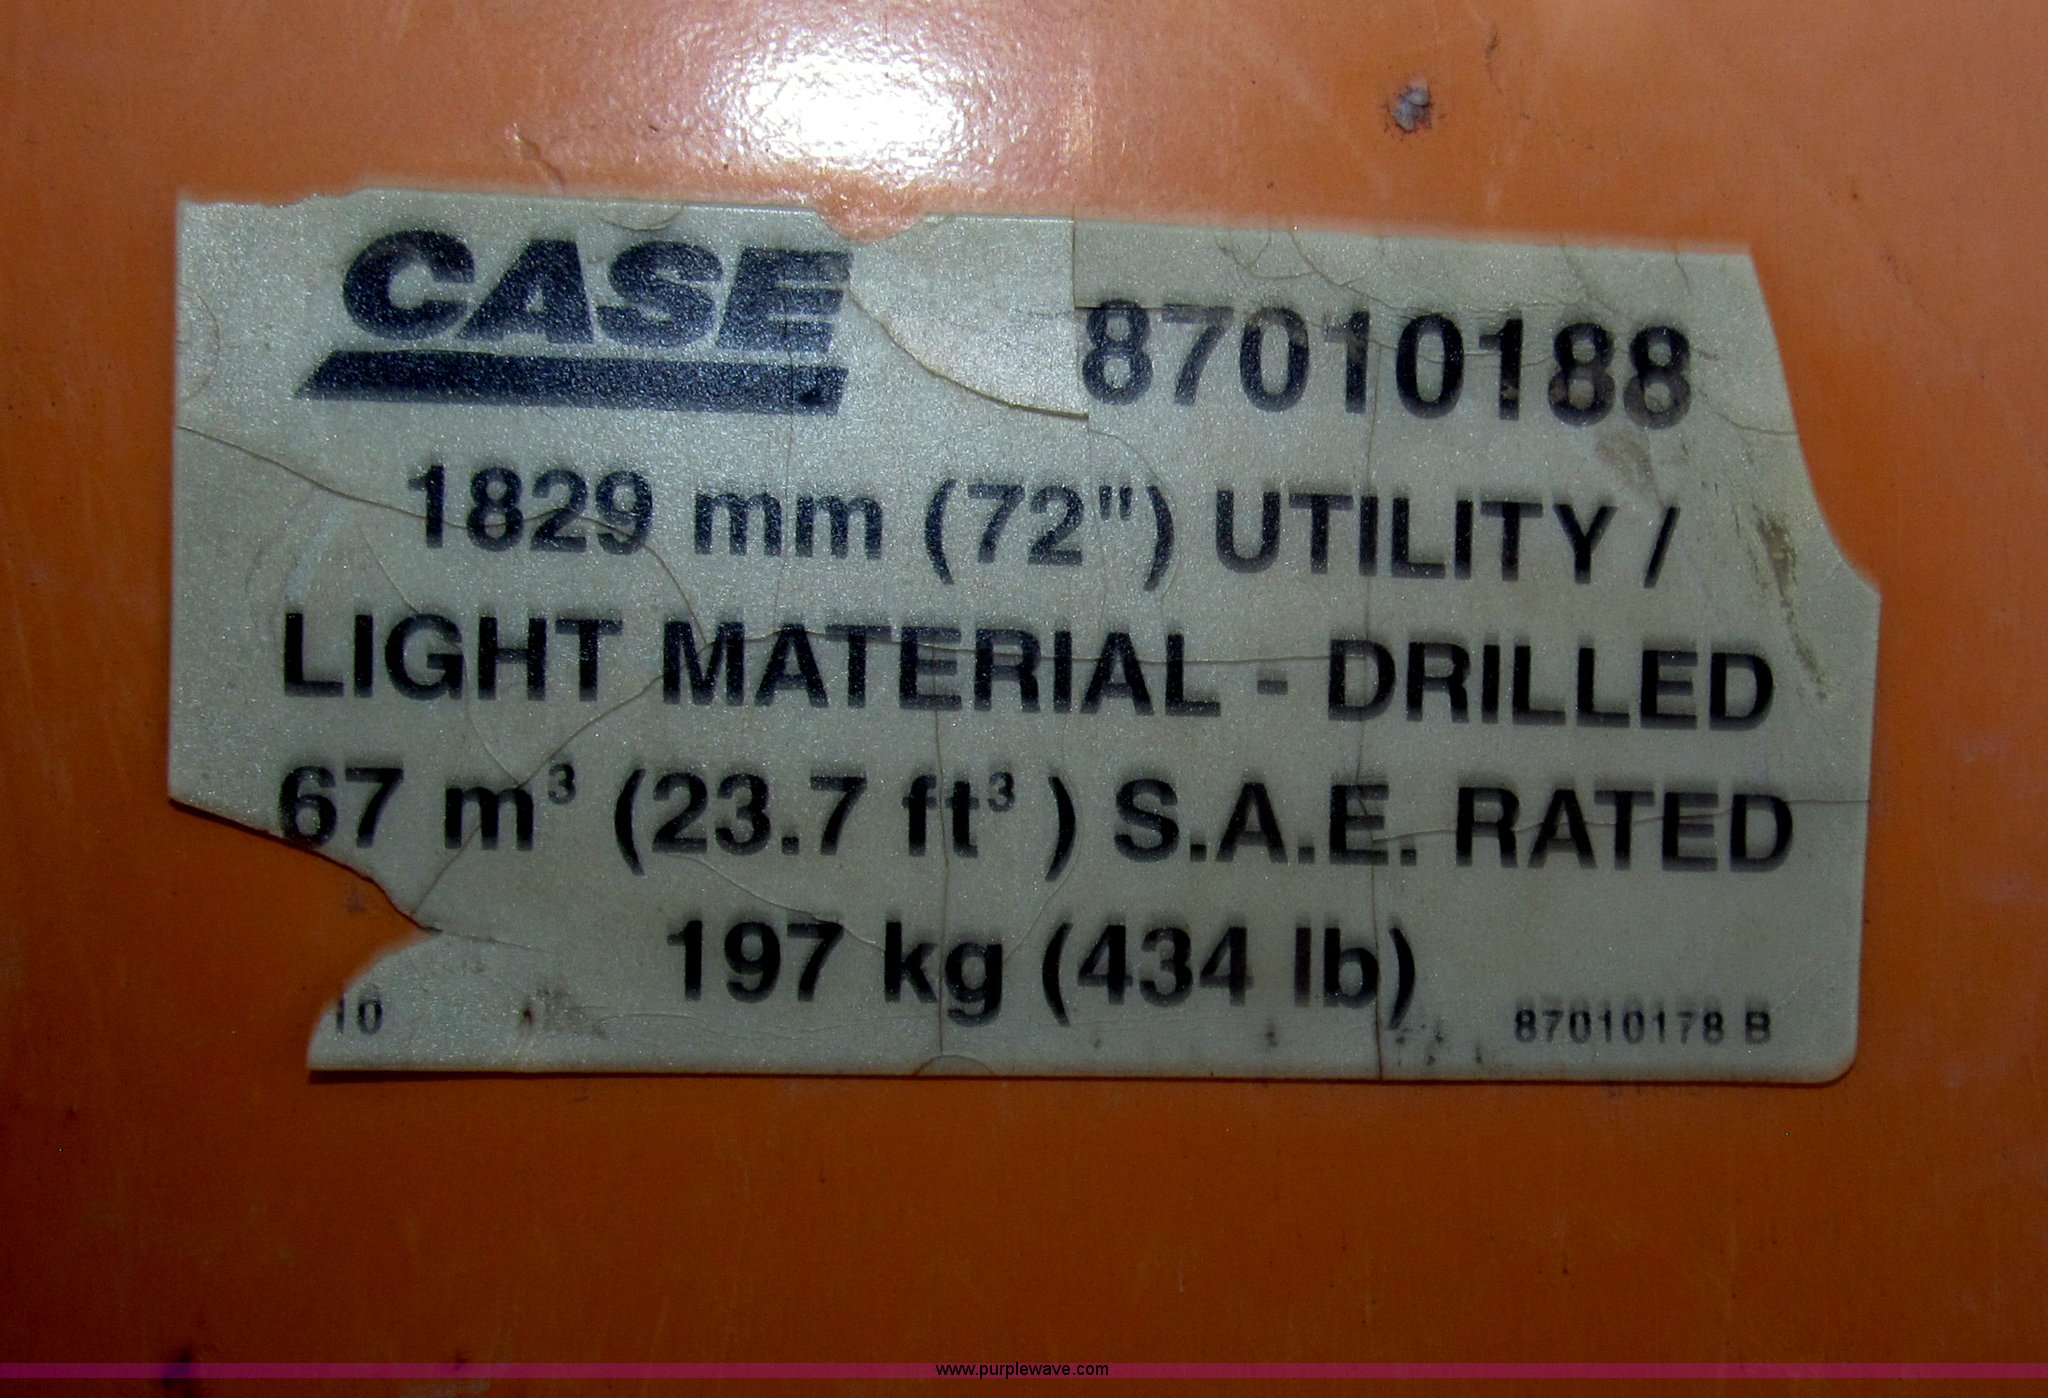 CASE 87010188
1829 mm (72") UTILITY /
LIGHT MATERIAL - DRILLED
67 m³ (23.7 ft³ ) S.A.E. RATED
197 kg (434 lb)
10 87010178 B
www.purplewave.com